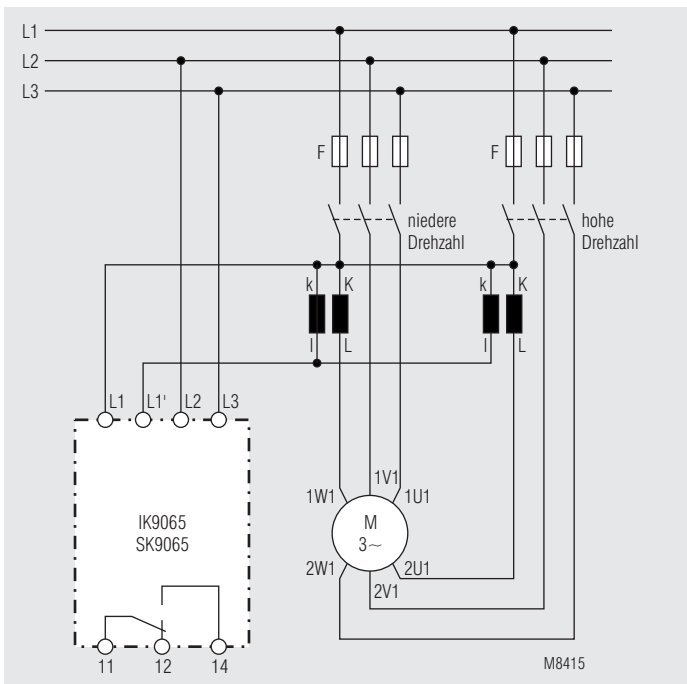 L1
L2
L3
F
F
niedere
Drehzahl
hohe
Drehzahl
k K
k K
l L
l L
L1 L1' L2 L3
1V1
1W1 1U1
IK9065
SK9065
M
3~
2W1 2U1
2V1
11 12 14
M8415